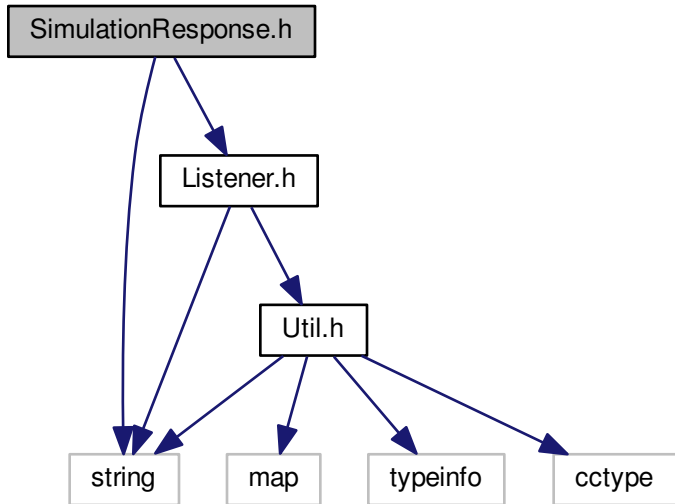 SimulationResponse.h
Listener.h
Util.h
string
map
typeinfo
cctype